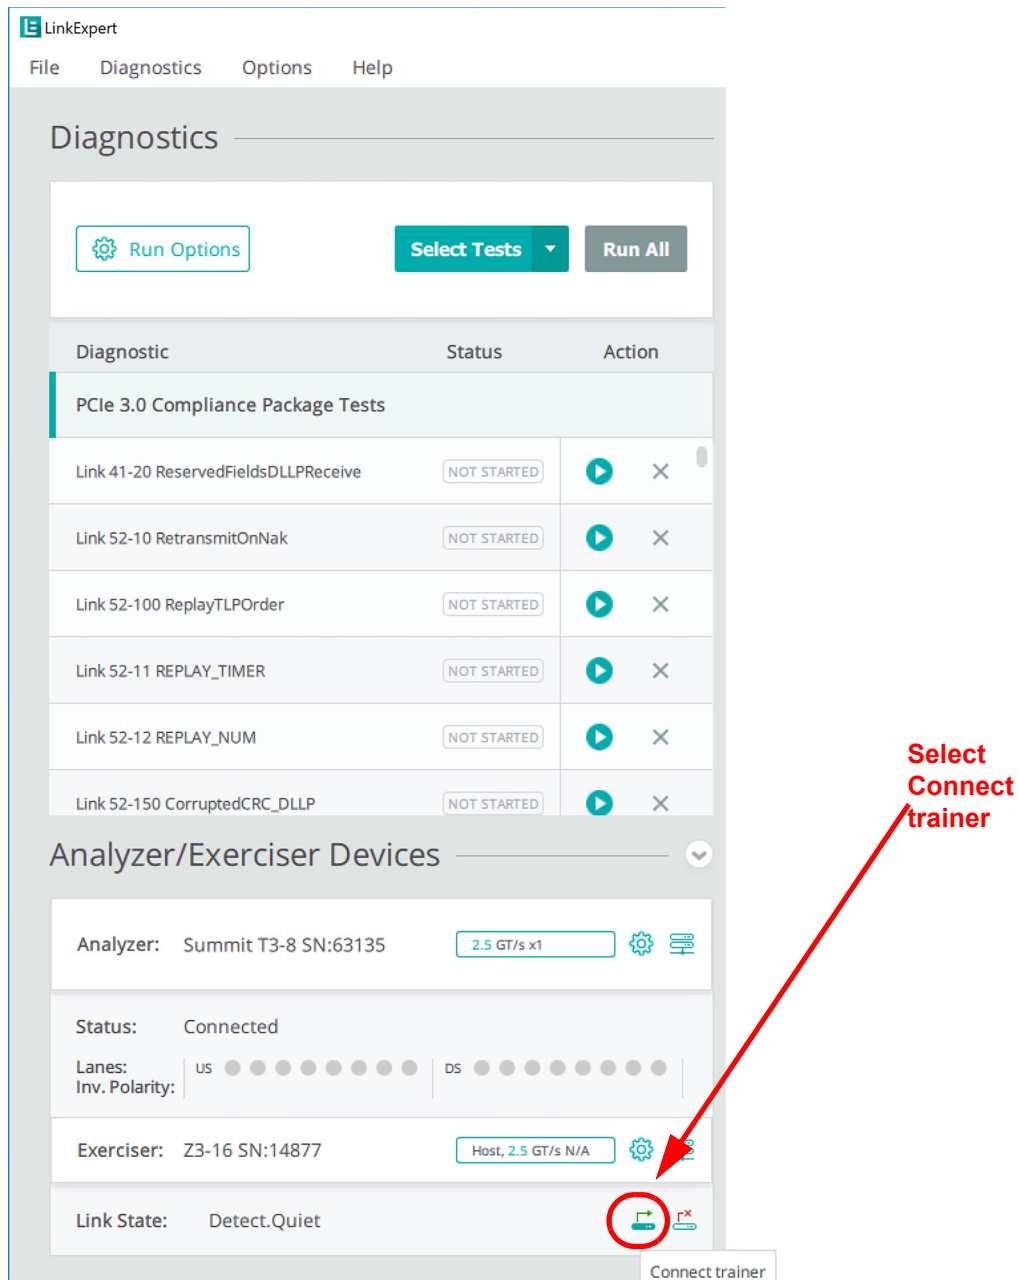 LinkExpert
File Diagnostics Options Help
Diagnostics
Run Options Select Tests Run All
Diagnostic Status Action
PCIe 3.0 Compliance Package Tests
Link 41-20 ReservedFieldsDLLPReceive NOT STARTED
Link 52-10 RetransmitOnNak NOT STARTED
Link 52-100 ReplayTLPOrder NOT STARTED
Link 52-11 REPLAY_TIMER NOT STARTED
Link 52-12 REPLAY_NUM NOT STARTED
Link 52-150 CorruptedCRC_DLLP NOT STARTED
Select
Connect
trainer
Analyzer/Exerciser Devices
Analyzer: Summit T3-8 SN:63135 2.5 GT/s x1
Status: Connected
Lanes: US DS
Inv. Polarity:
Exerciser: Z3-16 SN:14877 Host, 2.5 GT/s N/A
Link State: Detect.Quiet
Connect trainer